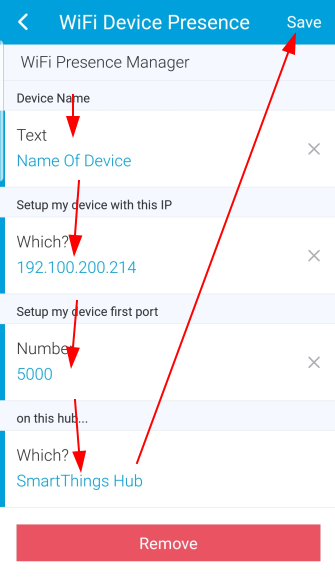 WiFi Device Presence
Save
WiFi Presence Manager
Device Name
Text
Name Of Device
Setup my device with this IP
Which?
192.100.200.214
Setup my device first port
Number
5000
on this hub...
Which?
SmartThings Hub
Remove